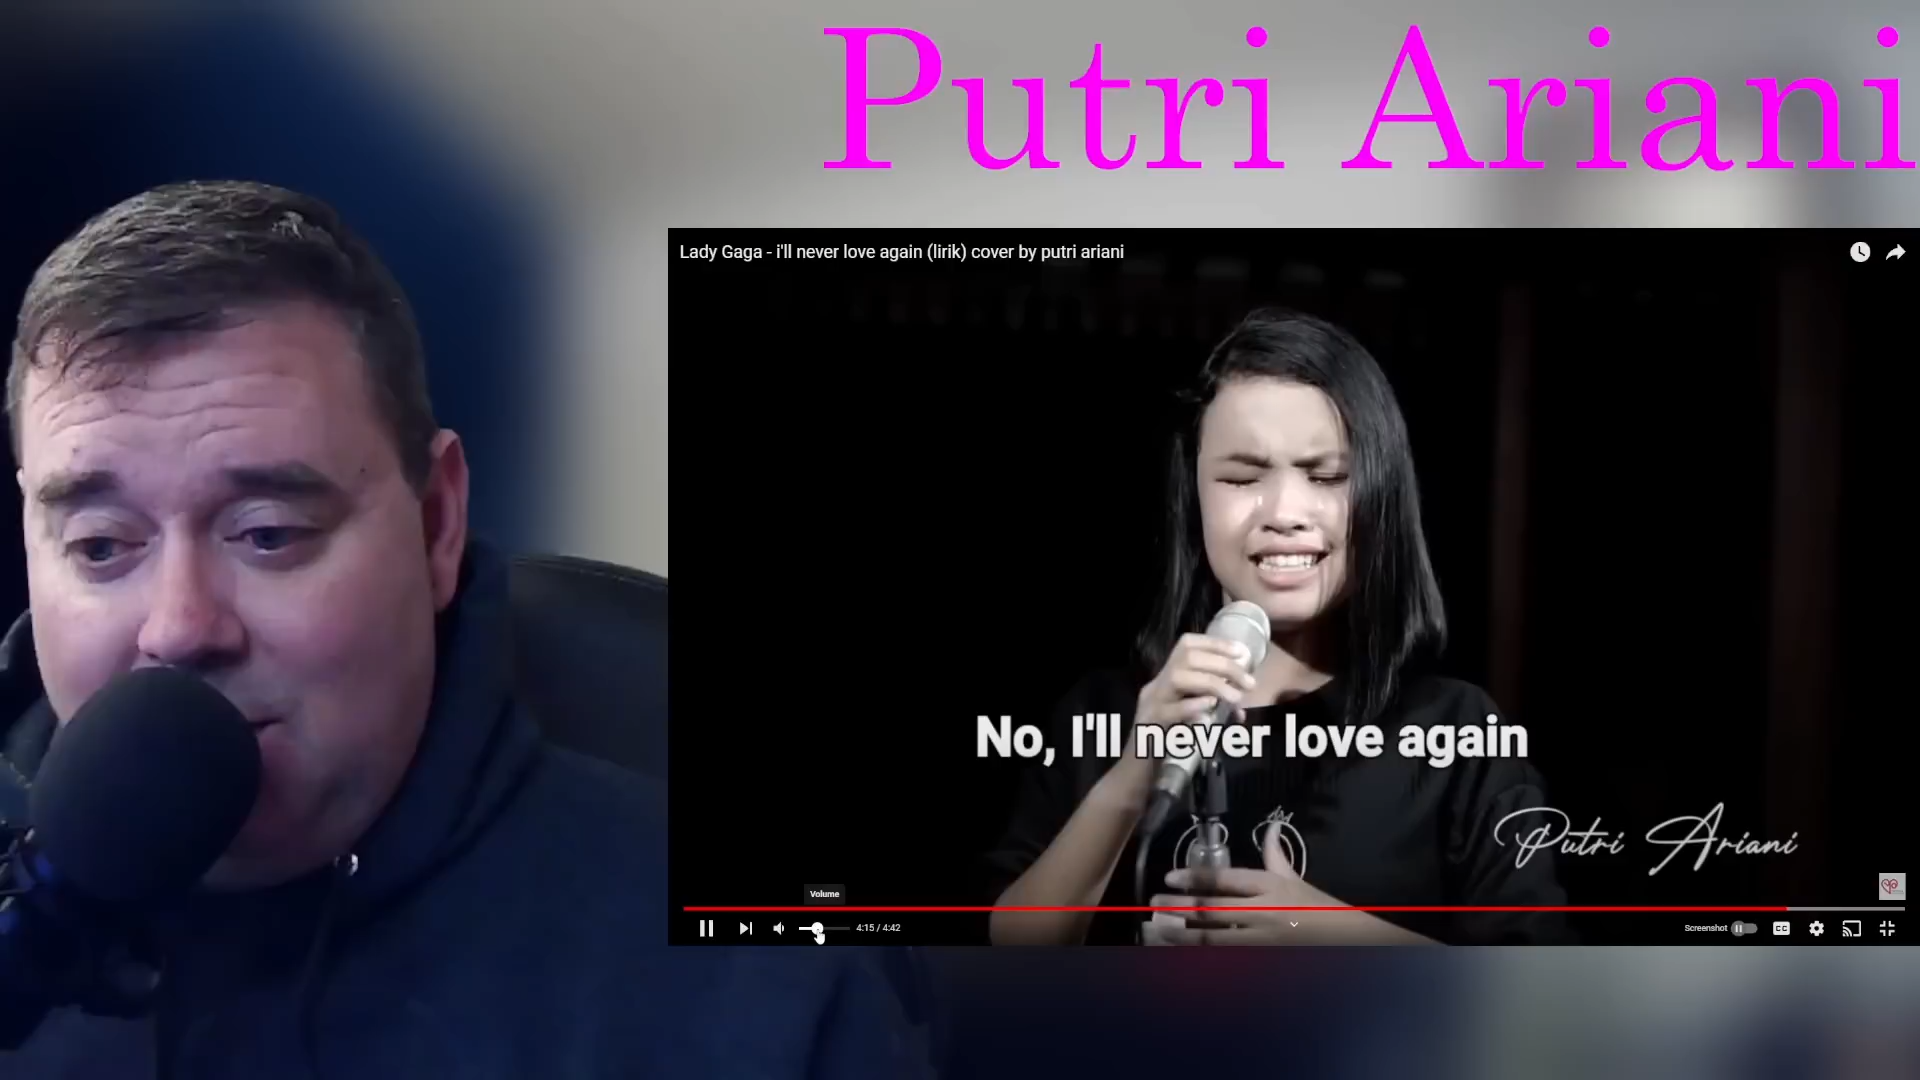 Putri Ariani
Lady Gaga - i'll never love again (lirik) cover by putri ariani
No, I'll never love again
Putri Ariani
Volume
4:15 / 4:42
Screenshot
CC